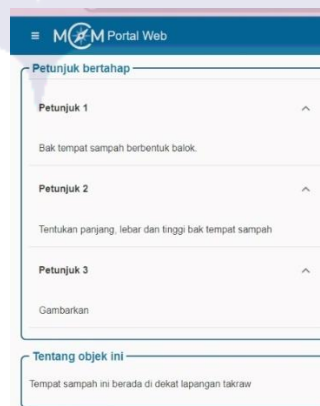 ≡ MCM Portal Web
Petunjuk bertahap
Petunjuk 1
Bak tempat sampah berbentuk balok.
Petunjuk 2
Tentukan panjang, lebar dan tinggi bak tempat sampah
Petunjuk 3
Gambarkan
Tentang objek ini
Tempat sampah ini berada di dekat lapangan takraw